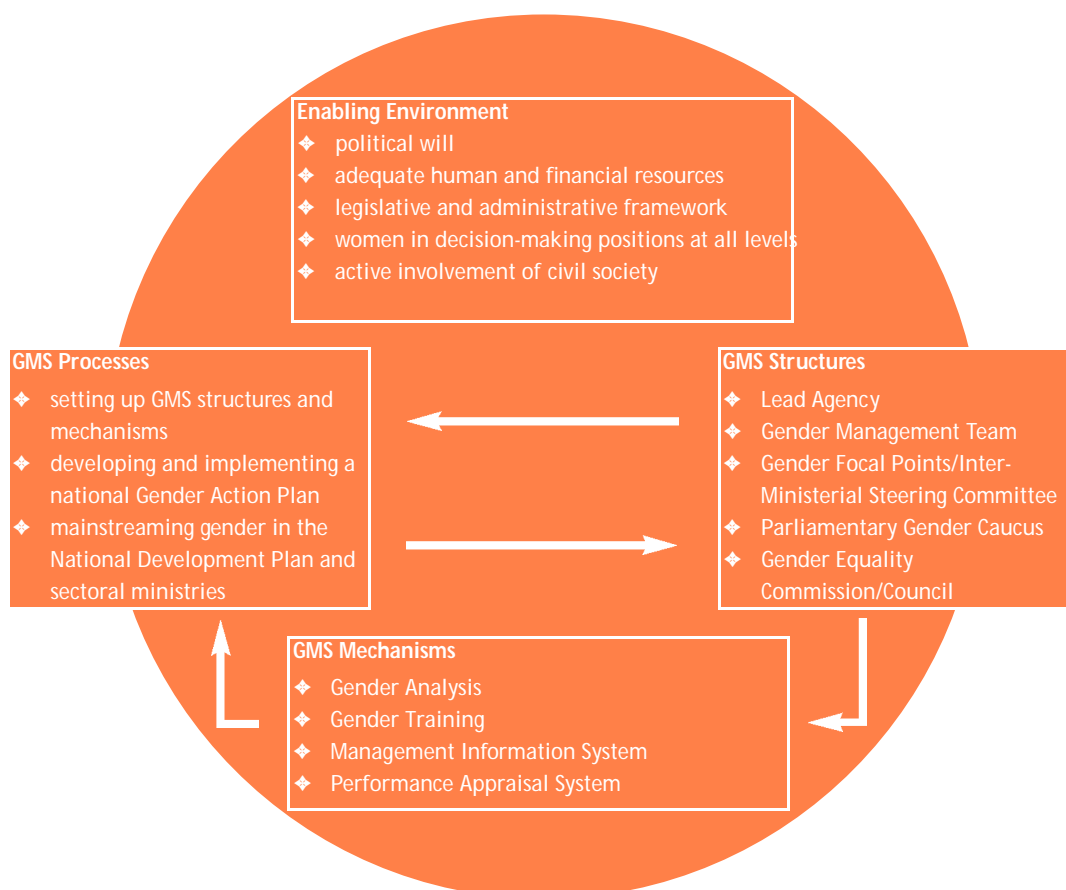 Enabling Environment
❖ political will
❖ adequate human and financial resources
❖ legislative and administrative framework
❖ women in decision-making positions at all levels
❖ active involvement of civil society
GMS Processes
❖ setting up GMS structures and
mechanisms
❖ developing and implementing a
national Gender Action Plan
❖ mainstreaming gender in the
National Development Plan and
sectoral ministries
GMS Structures
❖ Lead Agency
❖ Gender Management Team
❖ Gender Focal Points/Inter-
Ministerial Steering Committee
❖ Parliamentary Gender Caucus
❖ Gender Equality
Commission/Council
GMS Mechanisms
❖ Gender Analysis
❖ Gender Training
❖ Management Information System
❖ Performance Appraisal System